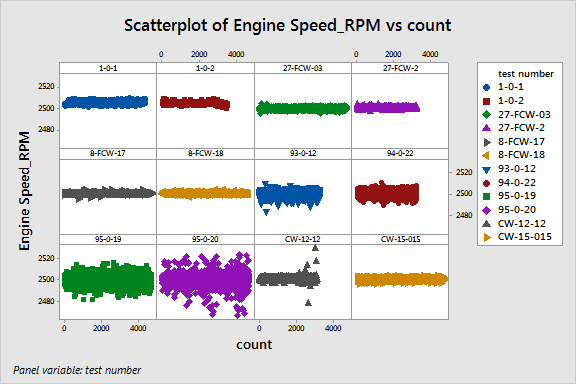 Scatterplot of Engine Speed_RPM vs count
0 2000 4000 0 2000 4000
1-0-1 1-0-2 27-FCW-03 27-FCW-2
2520
2500
2480
8-FCW-17 8-FCW-18 93-0-12 94-0-22
2520
2500
2480
95-0-19 95-0-20 CW-12-12 CW-15-015
2520
2500
2480
0 2000 4000 0 2000 4000
Engine Speed_RPM
count
test number
1-0-1
1-0-2
27-FCW-03
27-FCW-2
8-FCW-17
8-FCW-18
93-0-12
94-0-22
95-0-19
95-0-20
CW-12-12
CW-15-015
Panel variable: test number